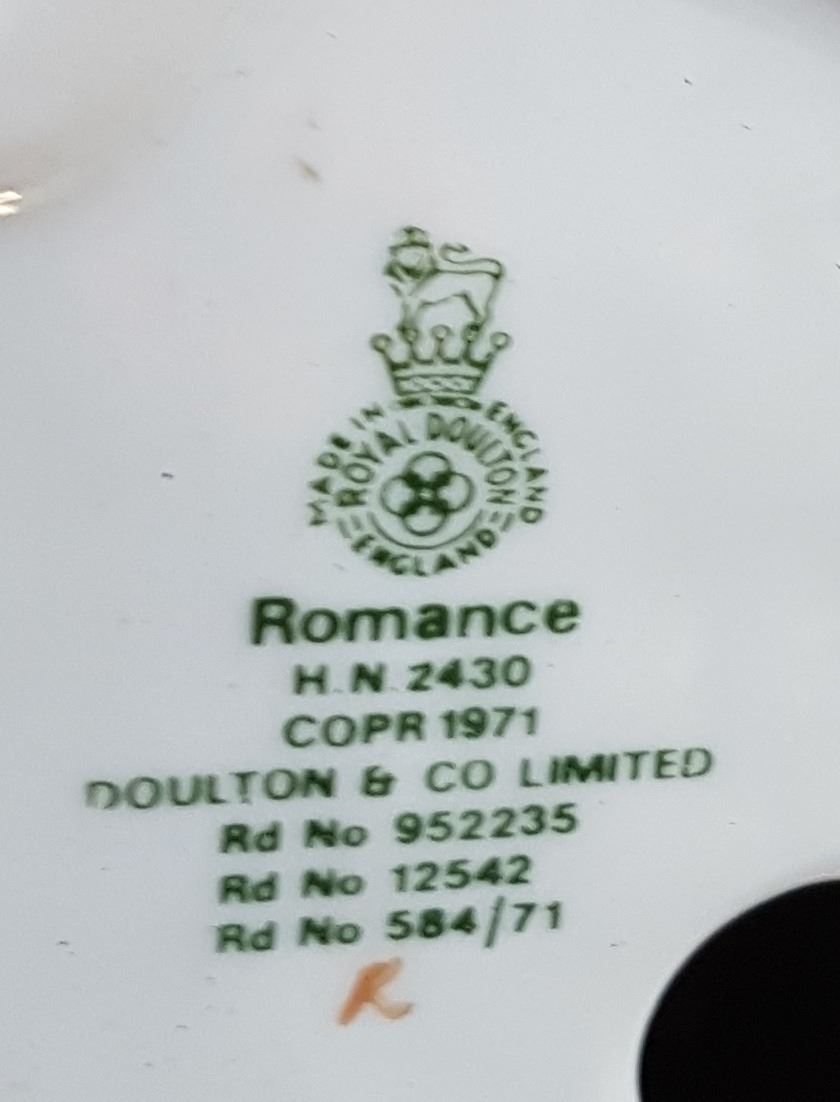 MADE IN ENGLAND
ROYAL DOULTON
ENGLAND
Romance
H.N.2430
COPR 1971
DOULTON & CO LIMITED
Rd No 952235
Rd No 12542
Rd No 584/71
R